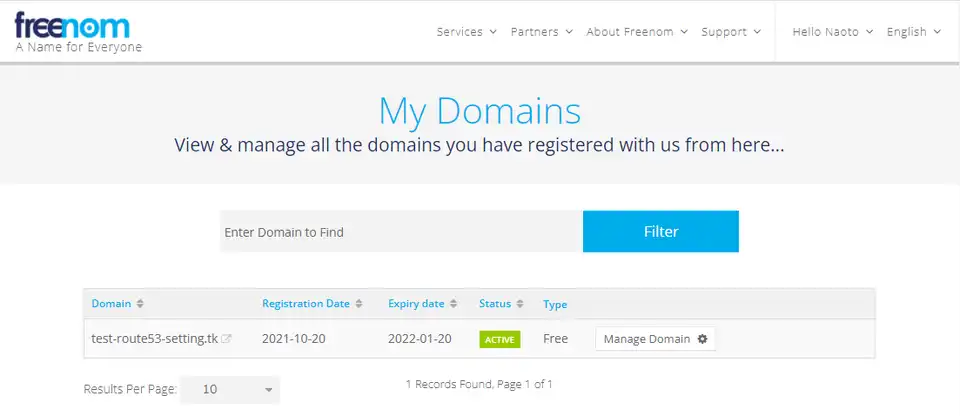 freenom
A Name for Everyone
Services Partners About Freenom Support Hello Naoto English
My Domains
View & manage all the domains you have registered with us from here...
Enter Domain to Find Filter
Domain Registration Date Expiry date Status Type
test-route53-setting.tk 2021-10-20 2022-01-20 ACTIVE Free Manage Domain
Results Per Page: 10 1 Records Found, Page 1 of 1